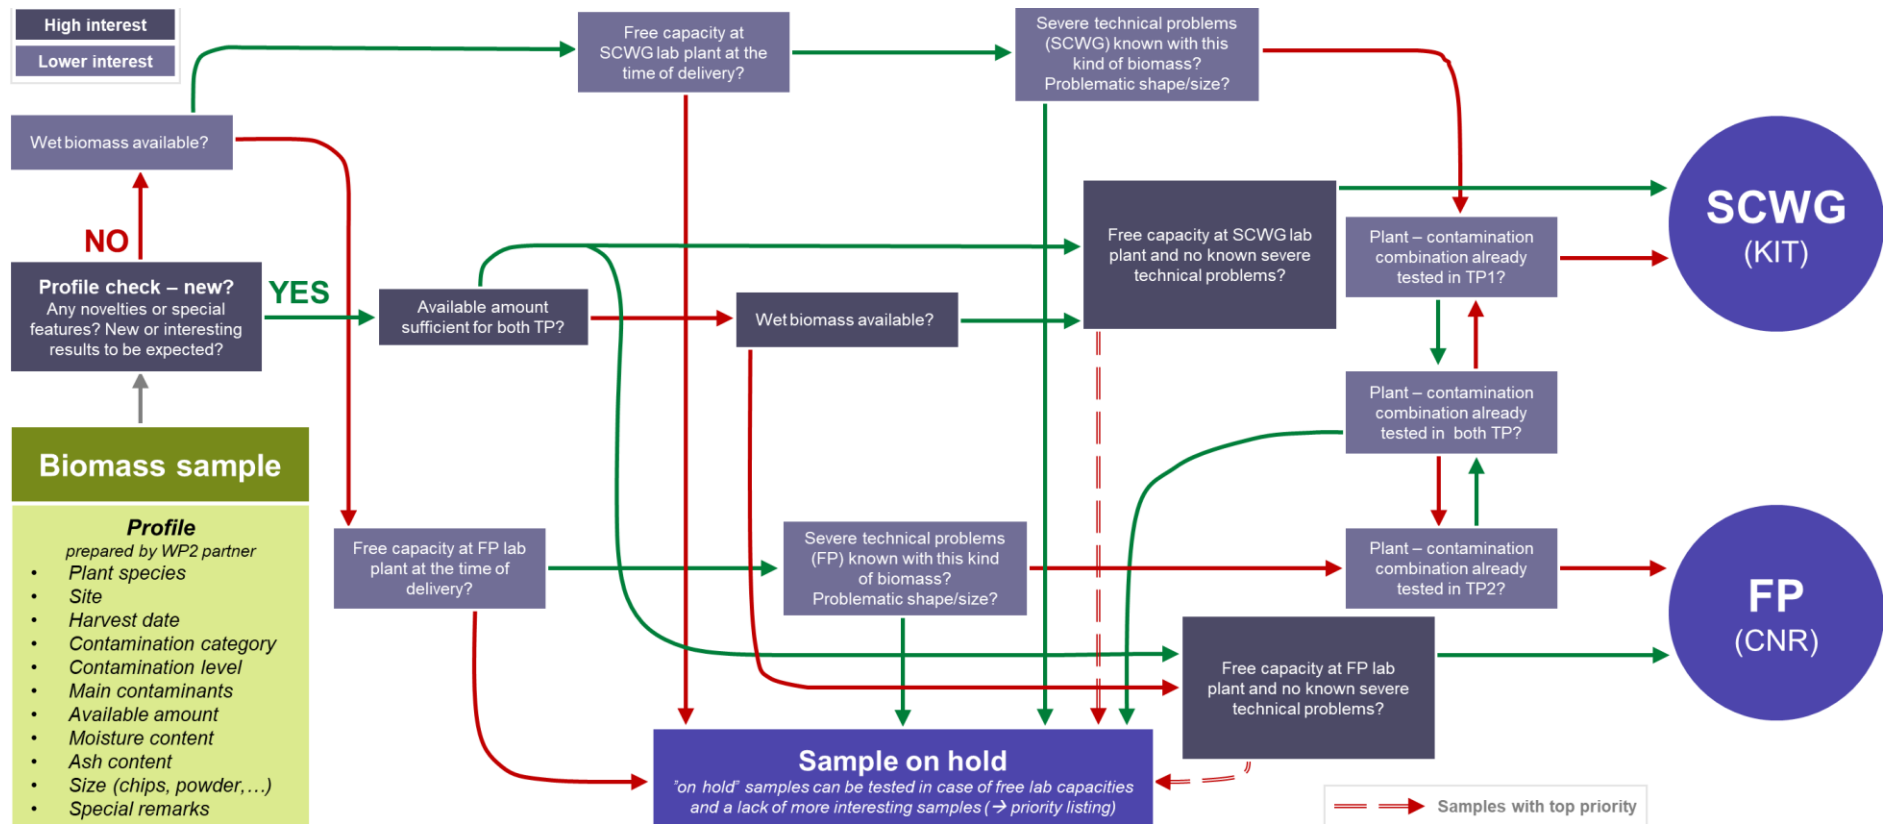 High interest
Lower interest
Free capacity at
SCWG lab plant at the
time of delivery?
Severe technical problems
(SCWG) known with this
kind of biomass?
Problematic shape/size?
Wet biomass available?
NO
YES
Profile check – new?
Any novelties or special
features? New or interesting
results to be expected?
Available amount
sufficient for both TP?
Wet biomass available?
Free capacity at SCWG lab
plant and no known severe
technical problems?
Plant – contamination
combination already
tested in TP1?
SCWG
(KIT)
Plant – contamination
combination already
tested in both TP?
Biomass sample
Profile
prepared by WP2 partner
• Plant species
• Site
• Harvest date
• Contamination category
• Contamination level
• Main contaminants
• Available amount
• Moisture content
• Ash content
• Size (chips, powder,…)
• Special remarks
Free capacity at FP lab
plant at the time of
delivery?
Severe technical problems
(FP) known with this kind
of biomass?
Problematic shape/size?
Plant – contamination
combination already
tested in TP2?
FP
(CNR)
Free capacity at FP lab
plant and no known severe
technical problems?
Sample on hold
"on hold" samples can be tested in case of free lab capacities
and a lack of more interesting samples (→ priority listing)
Samples with top priority